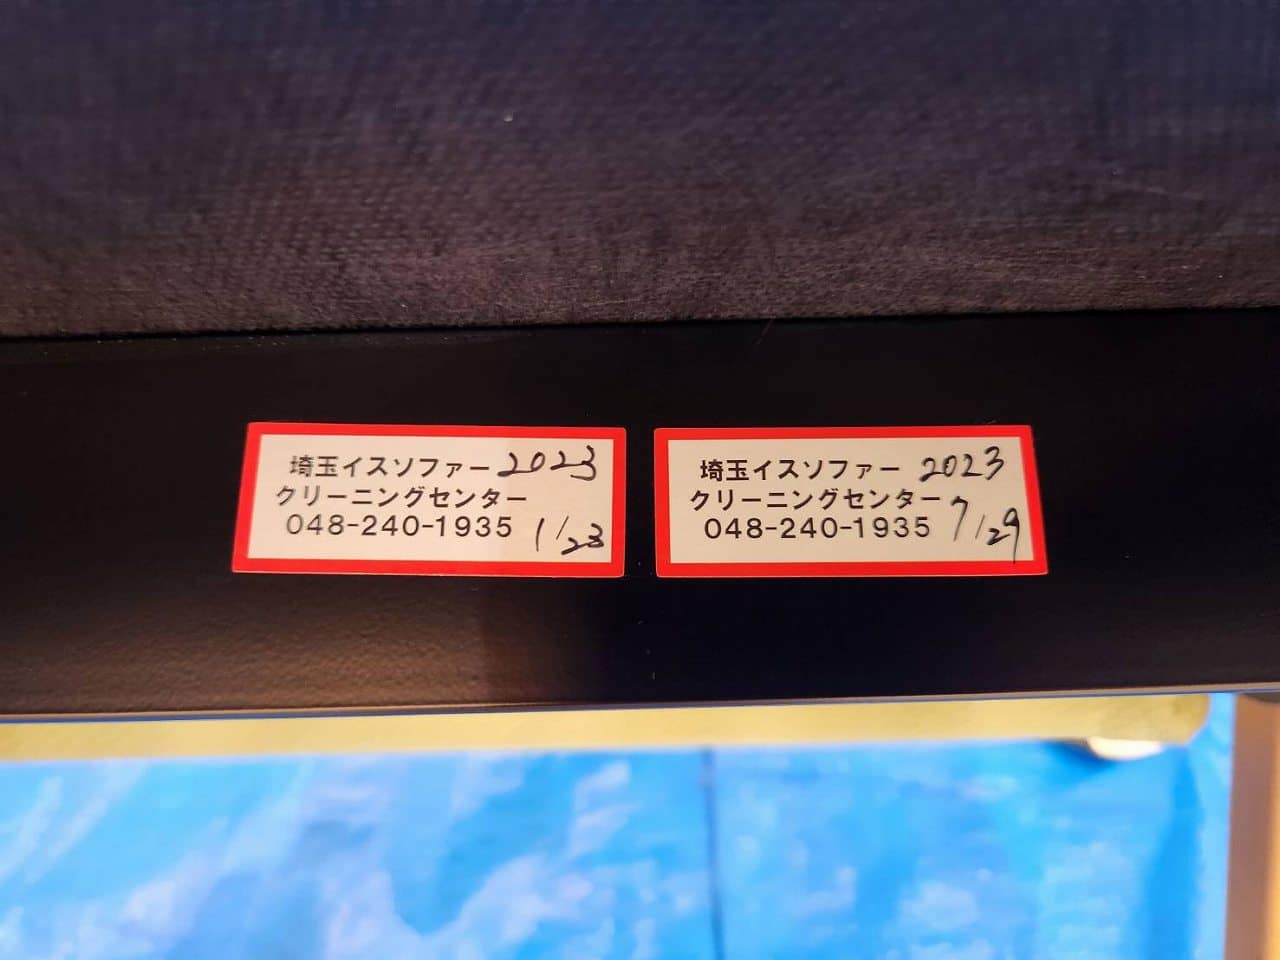 埼玉イスソファー 2023
クリーニングセンター
048-240-1935 1/23
埼玉イスソファー 2023
クリーニングセンター
048-240-1935 7/29